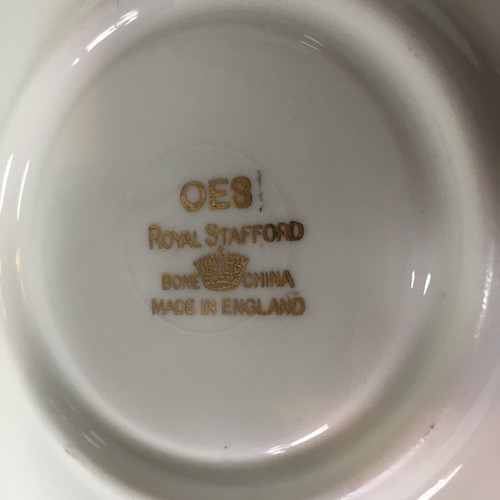 OES
ROYAL STAFFORD
BONE CHINA
MADE IN ENGLAND